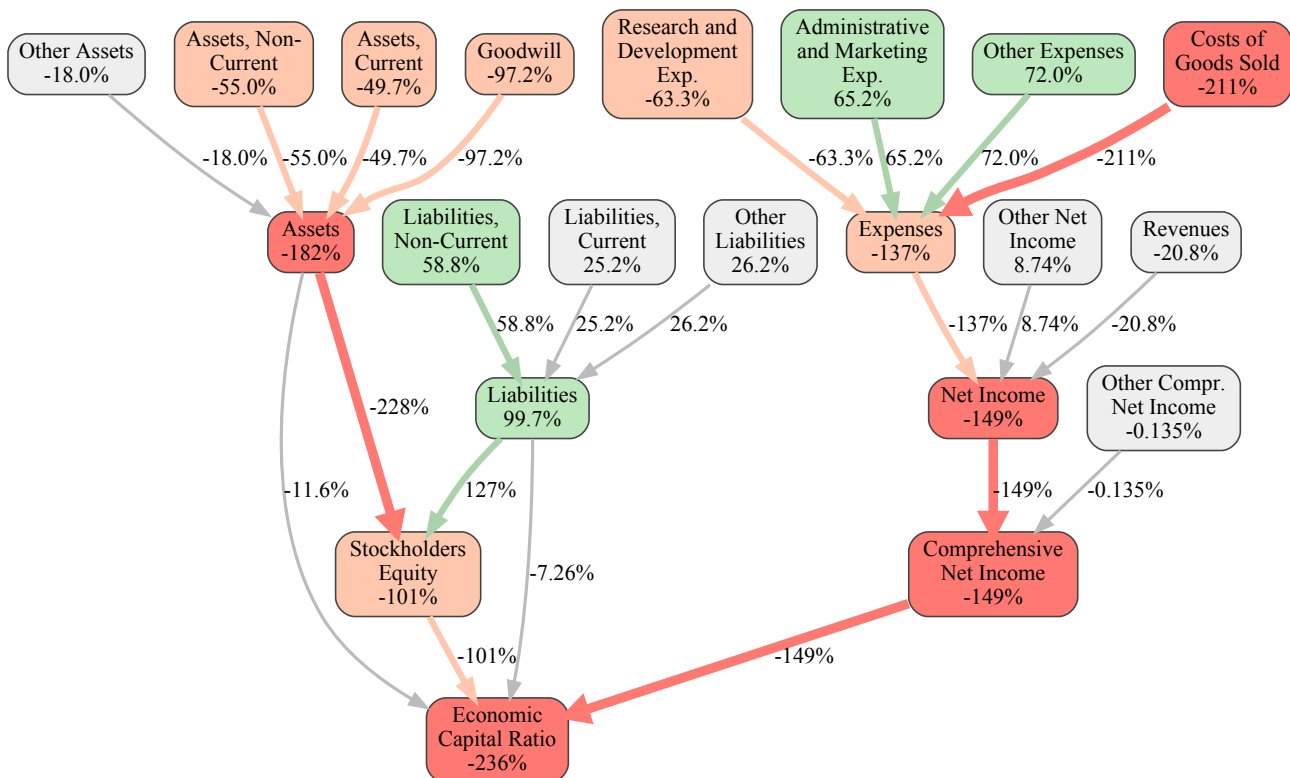 Other Assets
-18.0%
Assets, Non-
Current
-55.0%
Assets,
Current
-49.7%
Goodwill
-97.2%
Research and
Development
Exp.
-63.3%
Administrative
and Marketing
Exp.
65.2%
Other Expenses
72.0%
Costs of
Goods Sold
-211%
-18.0%
-55.0%
-49.7%
-97.2%
-63.3%
65.2%
72.0%
-211%
Assets
-182%
Liabilities,
Non-Current
58.8%
Liabilities,
Current
25.2%
Other
Liabilities
26.2%
Expenses
-137%
Other Net
Income
8.74%
Revenues
-20.8%
58.8%
25.2%
26.2%
-137%
8.74%
-20.8%
-228%
Liabilities
99.7%
Net Income
-149%
Other Compr.
Net Income
-0.135%
-11.6%
127%
-149%
-0.135%
Stockholders
Equity
-101%
-7.26%
Comprehensive
Net Income
-149%
-101%
-149%
Economic
Capital Ratio
-236%